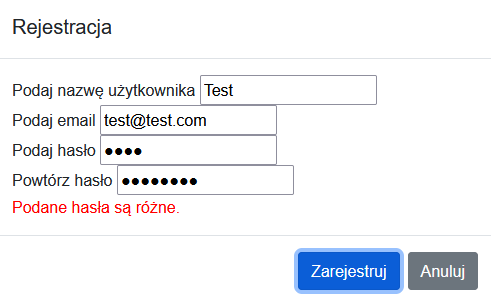 Rejestracja
Podaj nazwę użytkownika Test
Podaj email test@test.com
Podaj hasło ●●●●
Powtórz hasło ●●●●●●●●
Podane hasła są różne.
Zarejestruj Anuluj